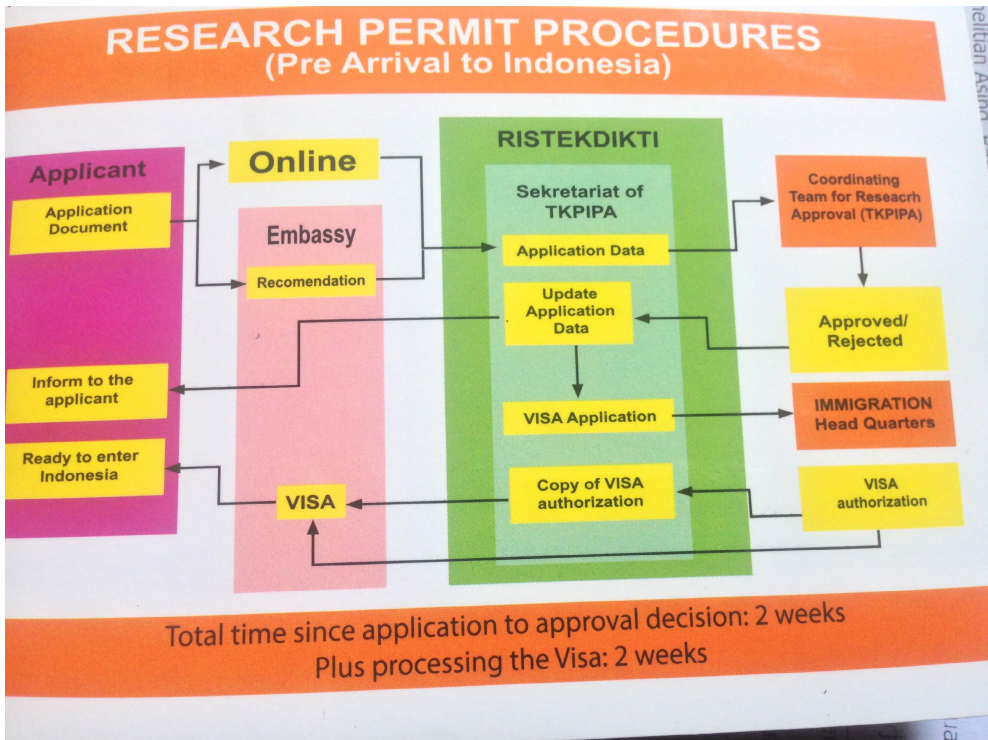 RESEARCH PERMIT PROCEDURES
(Pre Arrival to Indonesia)
Applicant
Application
Document
Inform to the
applicant
Ready to enter
Indonesia
Online
Embassy
Recomendation
VISA
RISTEKDIKTI
Sekretariat of
TKPIPA
Application Data
Update
Application
Data
VISA Application
Copy of VISA
authorization
Coordinating
Team for Reseacrh
Approval (TKPIPA)
Approved/
Rejected
IMMIGRATION
Head Quarters
VISA
authorization
Total time since application to approval decision: 2 weeks
Plus processing the Visa: 2 weeks
nelitian Asing